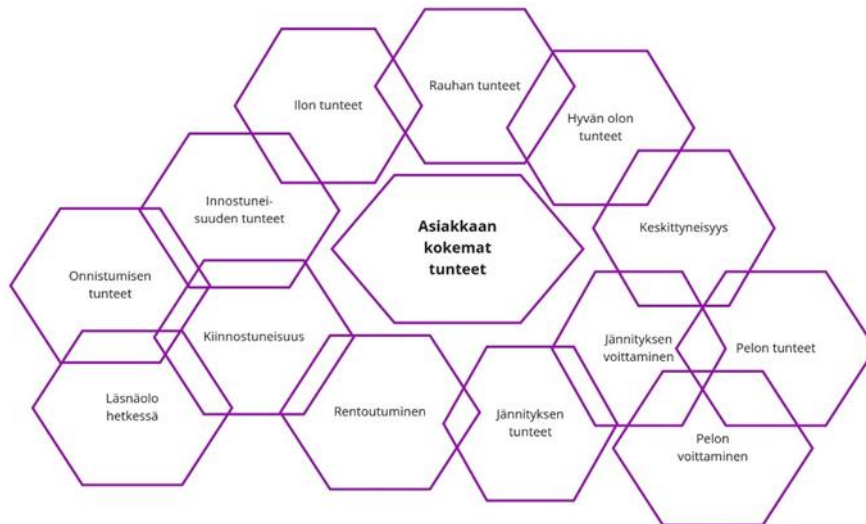 Rauhan tunteet
Ilon tunteet
Hyvän olon
tunteet
Innostunei-
suuden tunteet
Asiakkaan
kokemat
tunteet
Keskittyneisyys
Onnistumisen
tunteet
Kiinnostuneisuus
Jännityksen
voittaminen
Pelon tunteet
Läsnäolo
hetkessä
Rentoutuminen
Jännityksen
tunteet
Pelon
voittaminen